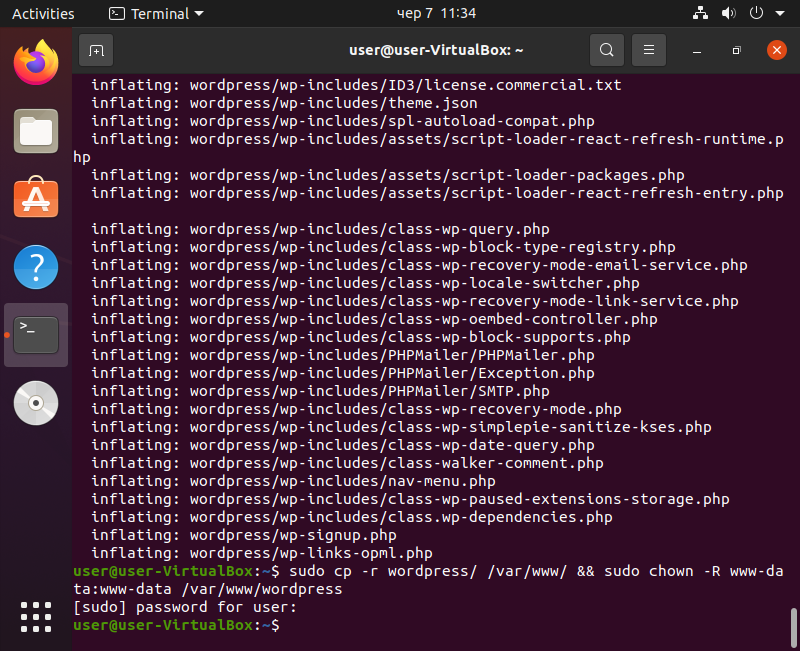 Activities
Terminal
чер 7 11:34
user@user-VirtualBox: ~
inflating: wordpress/wp-includes/ID3/license.commercial.txt
inflating: wordpress/wp-includes/theme.json
inflating: wordpress/wp-includes/spl-autoload-compat.php
inflating: wordpress/wp-includes/assets/script-loader-react-refresh-runtime.p
hp
inflating: wordpress/wp-includes/assets/script-loader-packages.php
inflating: wordpress/wp-includes/assets/script-loader-react-refresh-entry.php
inflating: wordpress/wp-includes/class-wp-query.php
inflating: wordpress/wp-includes/class-wp-block-type-registry.php
inflating: wordpress/wp-includes/class-wp-recovery-mode-email-service.php
inflating: wordpress/wp-includes/class-wp-locale-switcher.php
inflating: wordpress/wp-includes/class-wp-recovery-mode-link-service.php
inflating: wordpress/wp-includes/class-wp-oembed-controller.php
inflating: wordpress/wp-includes/class-wp-block-supports.php
inflating: wordpress/wp-includes/PHPMailer/PHPMailer.php
inflating: wordpress/wp-includes/PHPMailer/Exception.php
inflating: wordpress/wp-includes/PHPMailer/SMTP.php
inflating: wordpress/wp-includes/class-wp-recovery-mode.php
inflating: wordpress/wp-includes/class-wp-simplepie-sanitize-kses.php
inflating: wordpress/wp-includes/class-wp-date-query.php
inflating: wordpress/wp-includes/class-walker-comment.php
inflating: wordpress/wp-includes/nav-menu.php
inflating: wordpress/wp-includes/class-wp-paused-extensions-storage.php
inflating: wordpress/wp-includes/class.wp-dependencies.php
inflating: wordpress/wp-signup.php
inflating: wordpress/wp-links-opml.php
user@user-VirtualBox:~$ sudo cp -r wordpress/ /var/www/ && sudo chown -R www-da
ta:www-data /var/www/wordpress
[sudo] password for user:
user@user-VirtualBox:~$